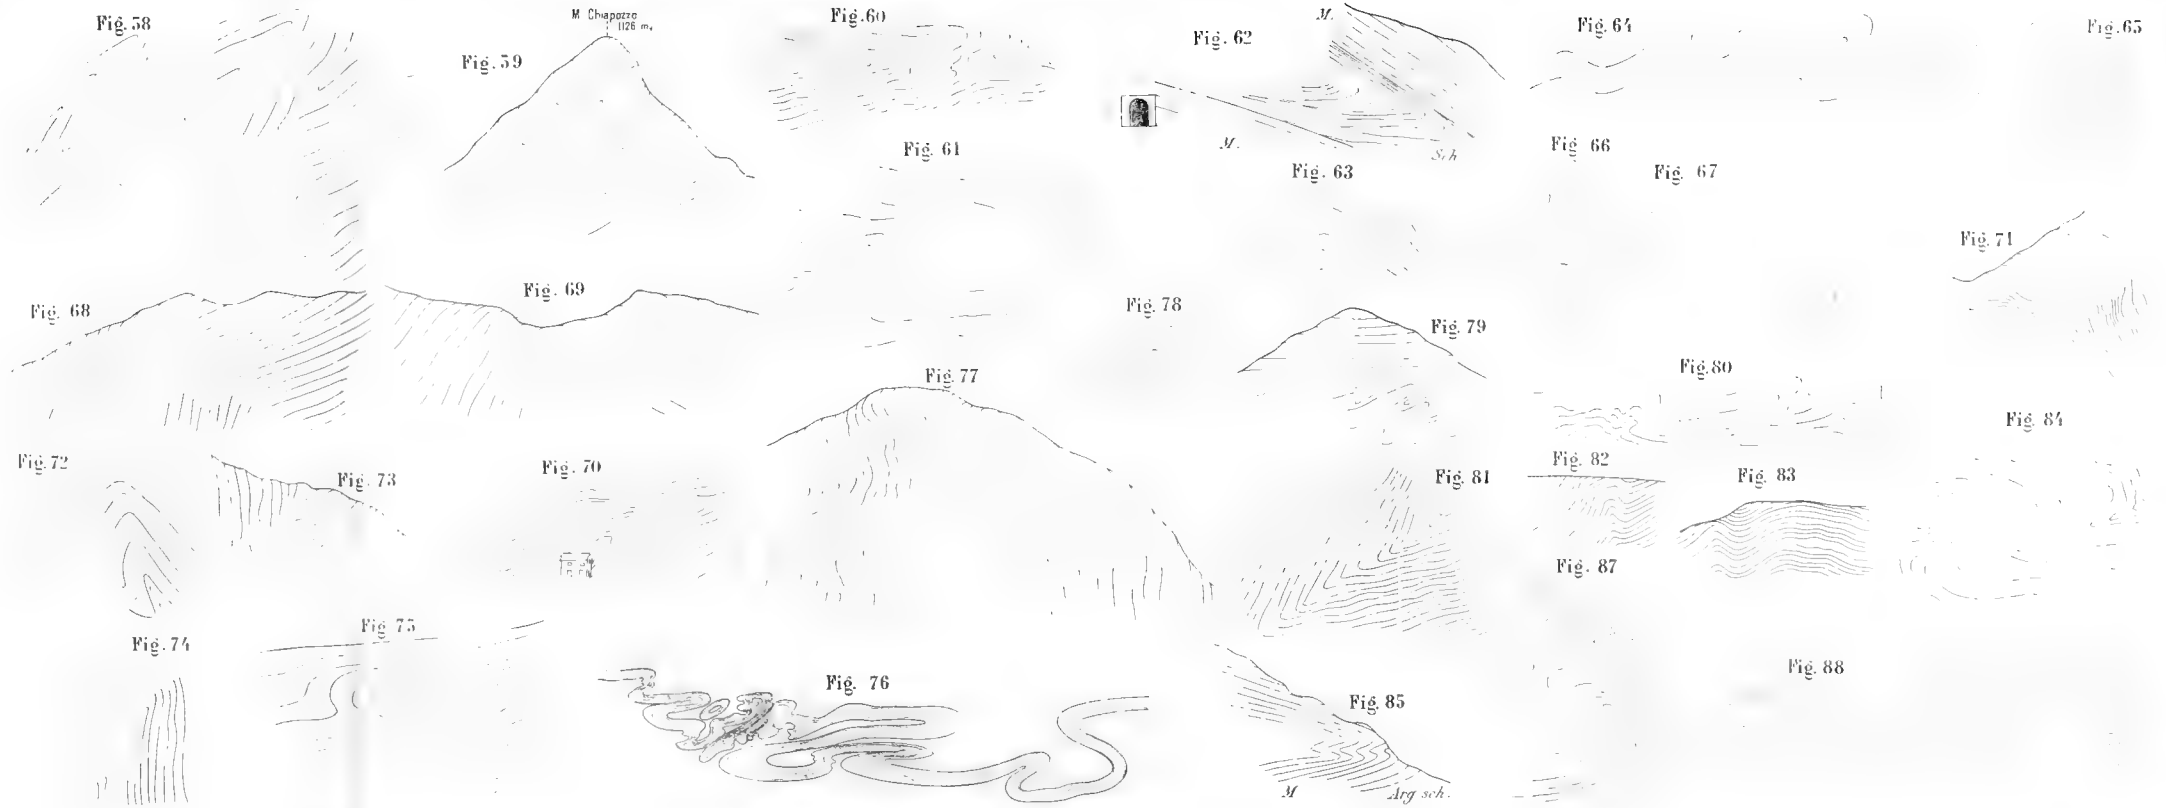 Fig. 58
M Chiapozzo
1126 m.
Fig. 59
Fig. 60
Fig. 61
Fig. 62
M.
M.
Sch
Fig. 63
Fig. 64
Fig. 65
Fig. 66
Fig. 67
Fig. 68
Fig. 69
Fig. 78
Fig. 79
Fig. 71
Fig. 77
Fig. 80
Fig. 72
Fig. 73
Fig. 70
Fig. 81
Fig. 82
Fig. 83
Fig. 84
Fig. 87
Fig. 74
Fig. 75
Fig. 76
Fig. 85
M
Arg sch.
Fig. 88